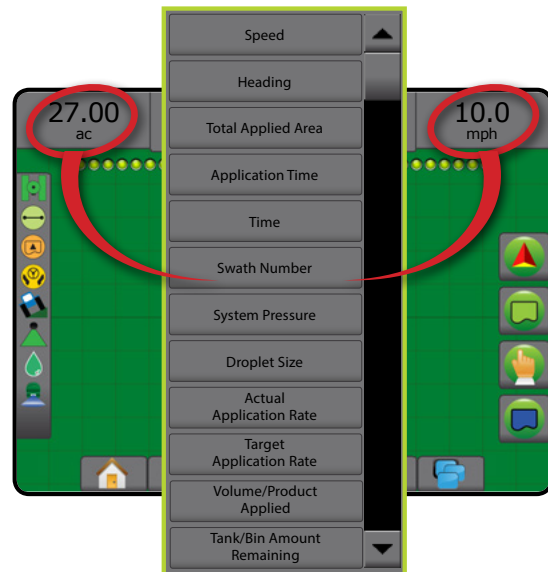 27.00
ac
10.0
mph
Speed
Heading
Total Applied Area
Application Time
Time
Swath Number
System Pressure
Droplet Size
Actual
Application Rate
Target
Application Rate
Volume/Product
Applied
Tank/Bin Amount
Remaining